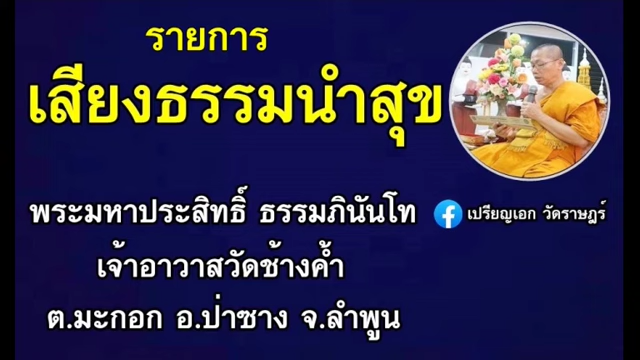 รายการ
เสียงธรรมนำสุข
พระมหาประสิทธิ์ ธรรมภินันโท
เปรียญเอก วัดราษฎร์
เจ้าอาวาสวัดช้างค้ำ
ต.มะกอก อ.ป่าซาง จ.ลำพูน